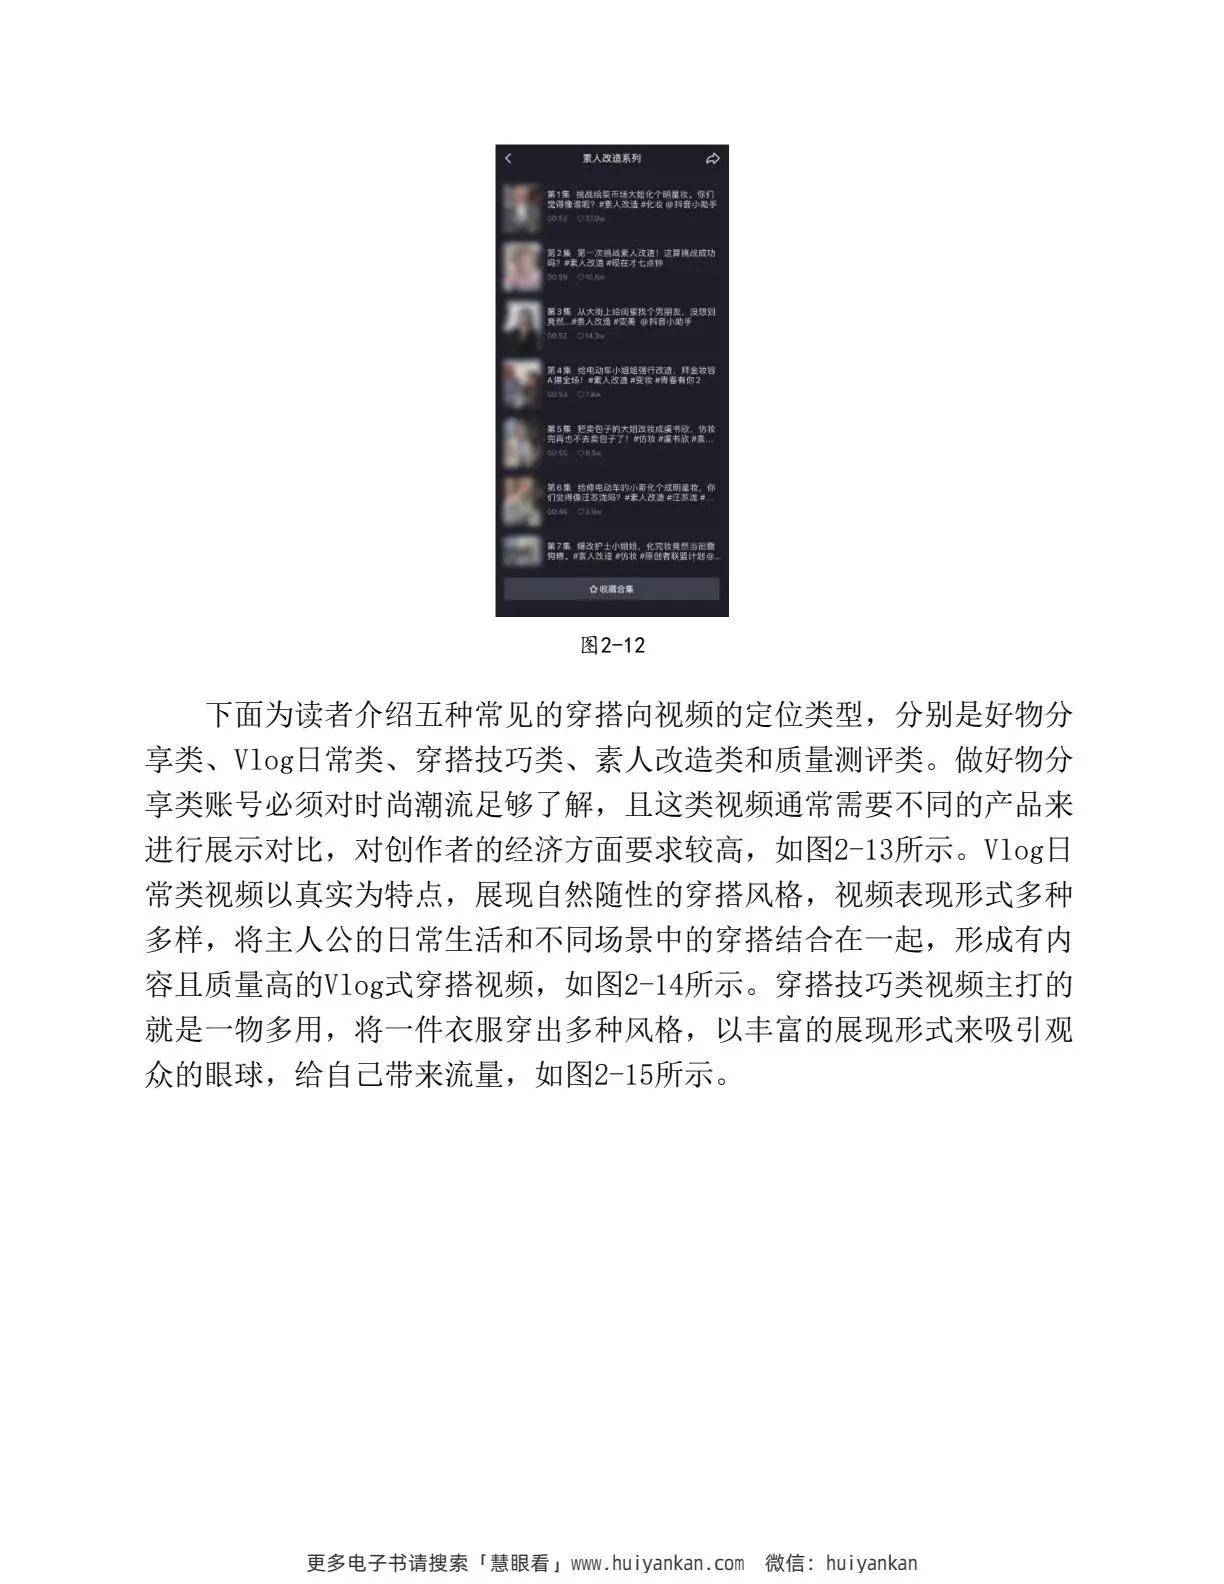 素人改造系列
第1集 挑战给菜市场大姐化个明星妆。你们
觉得像谁呢？#素人改造 #化妆 @抖音小助手
00:52 37.0w
第2集 第一次挑战素人改造！这算挑战成功
吗？#素人改造 #现在才七点钟
00:59 10.6w
第3集 从大街上给闺蜜找个男朋友，没想到
竟然...#素人改造 #变美 @抖音小助手
00:52 14.3w
第4集 给电动车小姐姐强行改造，拜金妆容
A爆全场！#素人改造 #变妆 #青春有你2
00:53 7.8w
第5集 把卖包子的大姐改妆成虞书欣，仿妆
完再也不去卖包子了！#仿妆 #虞书欣 #素...
00:55 8.5w
第6集 给修电动车的小哥化个成明星妆，你
们觉得像汪苏泷吗？#素人改造 #汪苏泷 #...
00:46 3.9w
第7集 爆改护士小姐姐，化完妆竟然当街撒
狗粮。#素人改造 #仿妆 #原创者联盟计划@...
收藏合集
图2-12
下面为读者介绍五种常见的穿搭向视频的定位类型，分别是好物分
享类、Vlog日常类、穿搭技巧类、素人改造类和质量测评类。做好物分
享类账号必须对时尚潮流足够了解，且这类视频通常需要不同的产品来
进行展示对比，对创作者的经济方面要求较高，如图2-13所示。Vlog日
常类视频以真实为特点，展现自然随性的穿搭风格，视频表现形式多种
多样，将主人公的日常生活和不同场景中的穿搭结合在一起，形成有内
容且质量高的Vlog式穿搭视频，如图2-14所示。穿搭技巧类视频主打的
就是一物多用，将一件衣服穿出多种风格，以丰富的展现形式来吸引观
众的眼球，给自己带来流量，如图2-15所示。
更多电子书请搜索「慧眼看」www.huiyankan.com 微信：huiyankan